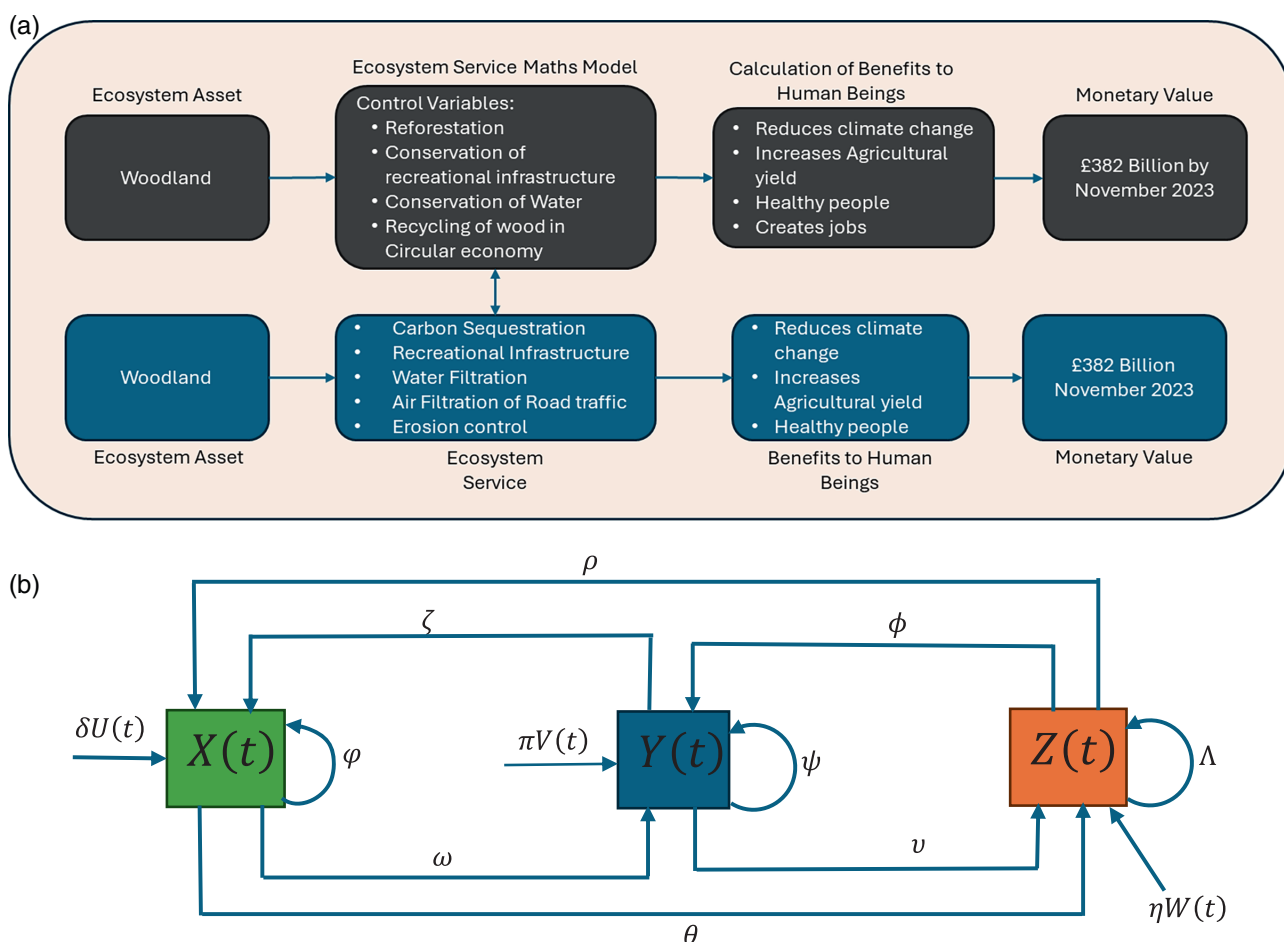 (a)
Ecosystem Asset
Woodland
Ecosystem Service Maths Model
Control Variables:
• Reforestation
• Conservation of
recreational infrastructure
• Conservation of Water
• Recycling of wood in
Circular economy
Calculation of Benefits to
Human Beings
• Reduces climate change
• Increases Agricultural
yield
• Healthy people
• Creates jobs
Monetary Value
£382 Billion by
November 2023
Woodland
Ecosystem Asset
• Carbon Sequestration
• Recreational Infrastructure
• Water Filtration
• Air Filtration of Road traffic
• Erosion control
Ecosystem
Service
• Reduces climate
change
• Increases
Agricultural yield
• Healthy people
Benefits to Human
Beings
£382 Billion
November 2023
Monetary Value
(b)
ρ
ζ
ϕ
δU(t)
X(t)
φ
πV(t)
Y(t)
ψ
Z(t)
Λ
ω
υ
ηW(t)
θ